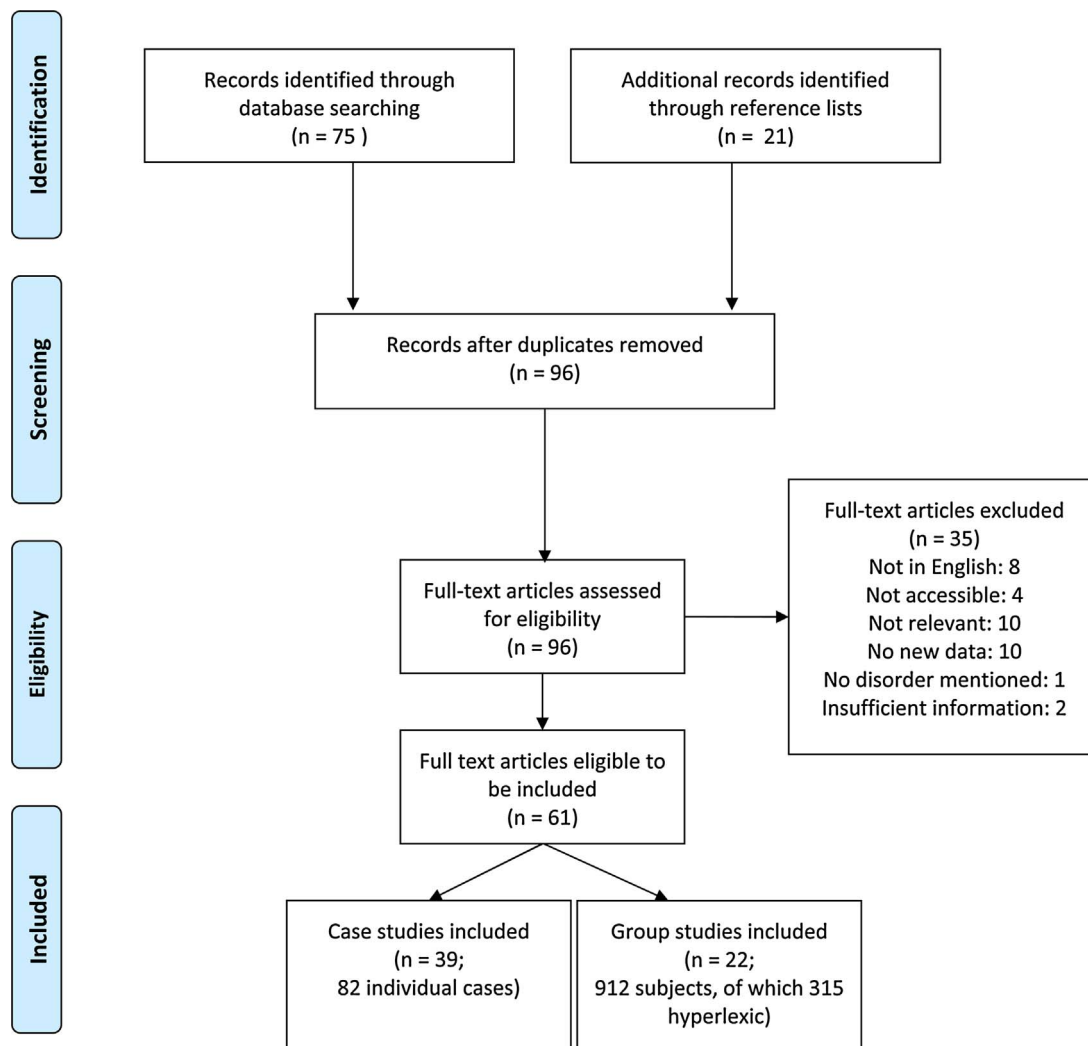 Identification
Records identified through
database searching
(n = 75 )
Additional records identified
through reference lists
(n = 21)
Screening
Records after duplicates removed
(n = 96)
Eligibility
Full-text articles assessed
for eligibility
(n = 96)
Full-text articles excluded
(n = 35)
Not in English: 8
Not accessible: 4
Not relevant: 10
No new data: 10
No disorder mentioned: 1
Insufficient information: 2
Full text articles eligible to
be included
(n = 61)
Included
Case studies included
(n = 39;
82 individual cases)
Group studies included
(n = 22;
912 subjects, of which 315
hyperlexic)